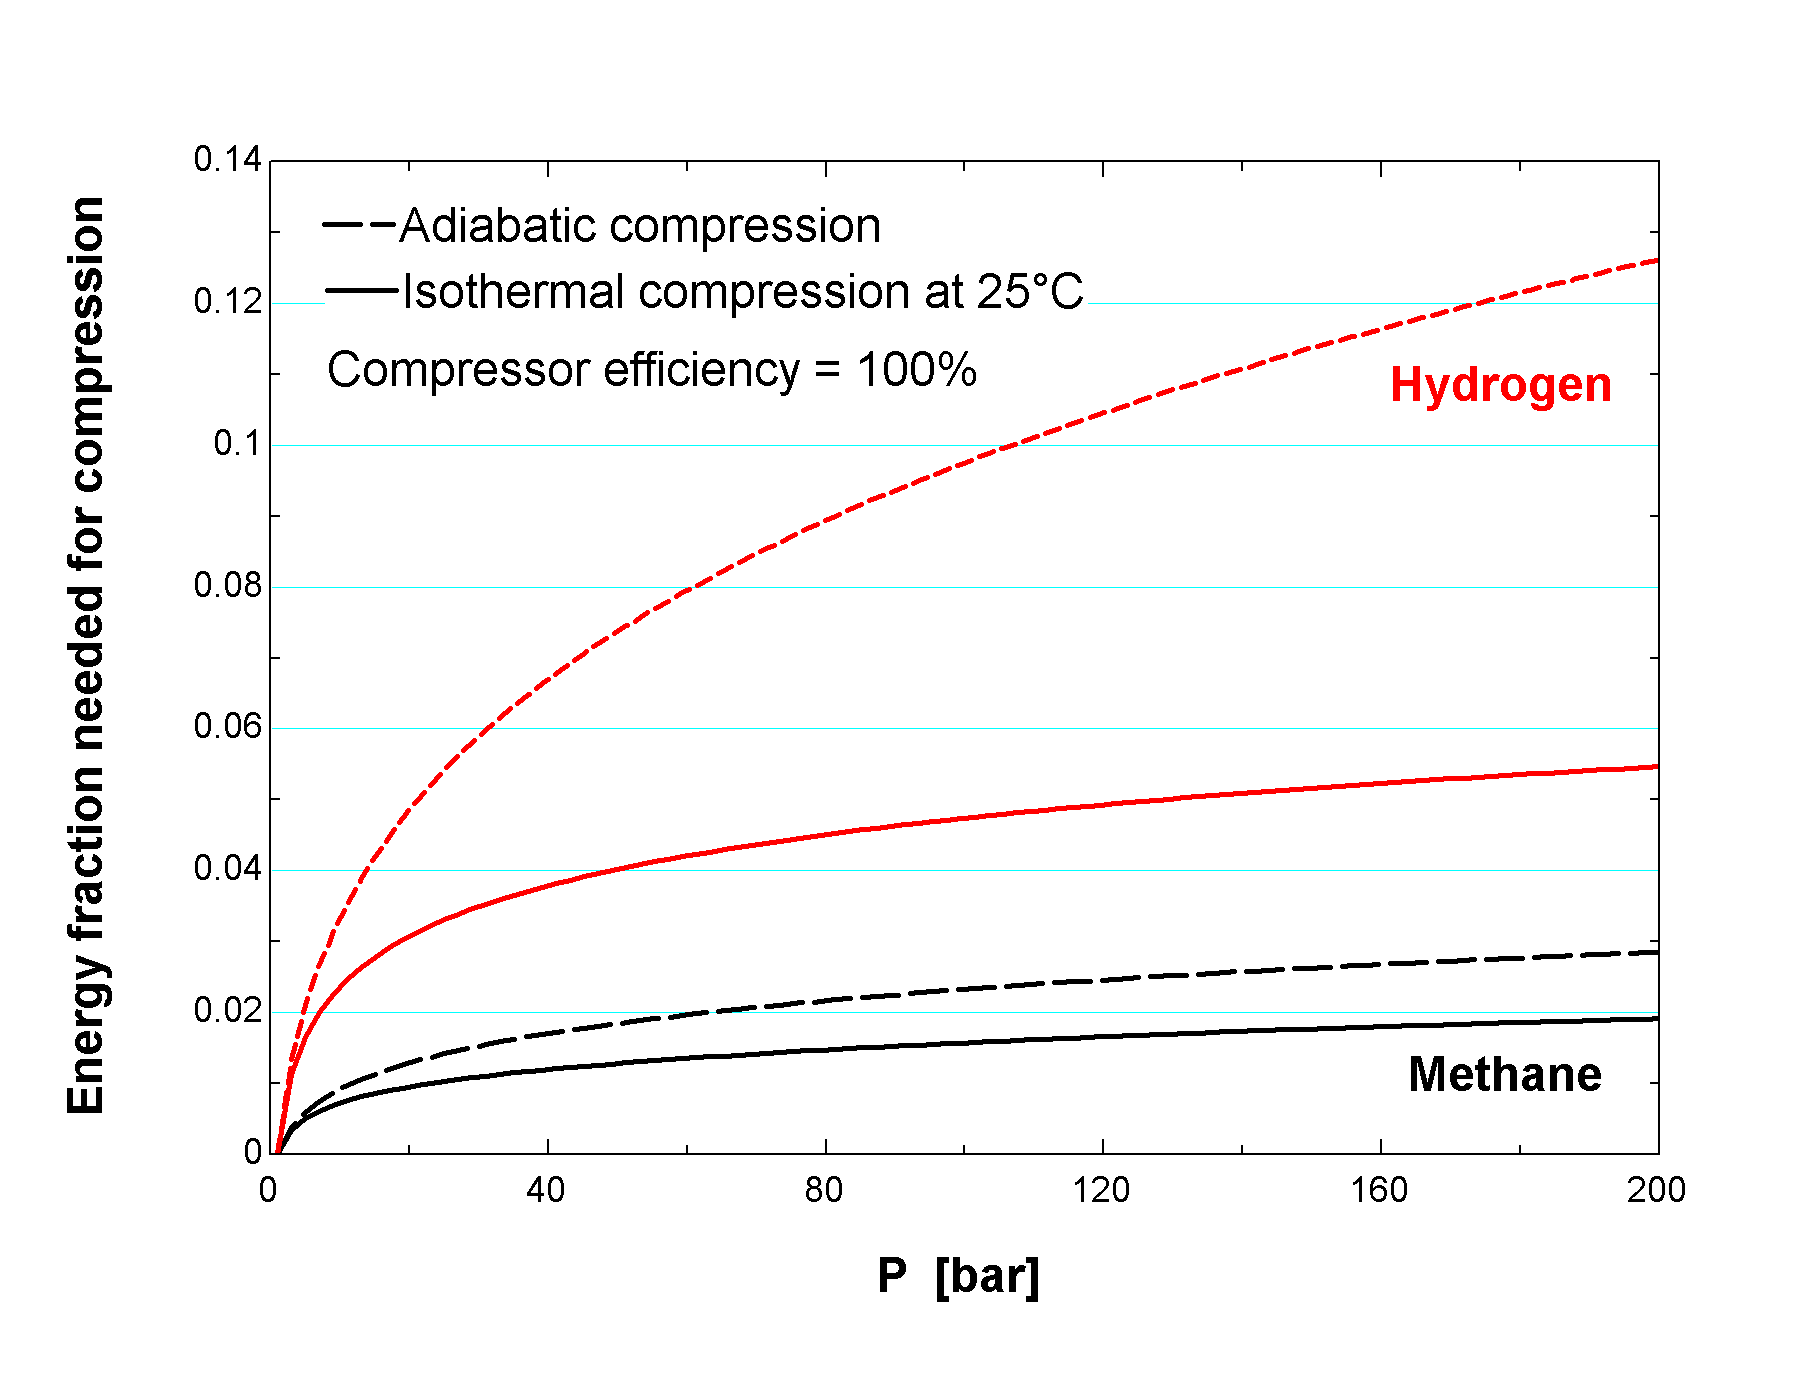 0.14
Adiabatic compression
Isothermal compression at 25°C
0.12
Compressor efficiency = 100%
Hydrogen
0.1
0.08
Energy fraction needed for compression
0.06
0.04
0.02
Methane
0
0 40 80 120 160 200
P [bar]